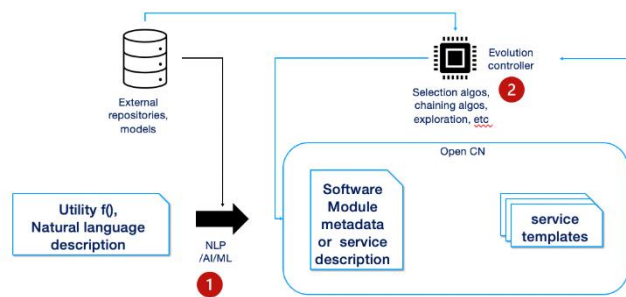 External
repositories,
models
Evolution
controller
2
Selection algos,
chaining algos,
exploration, etc
Open CN
Utility f(),
Natural language
description
NLP
/AI/ML
1
Software
Module
metadata
or service
description
service
templates